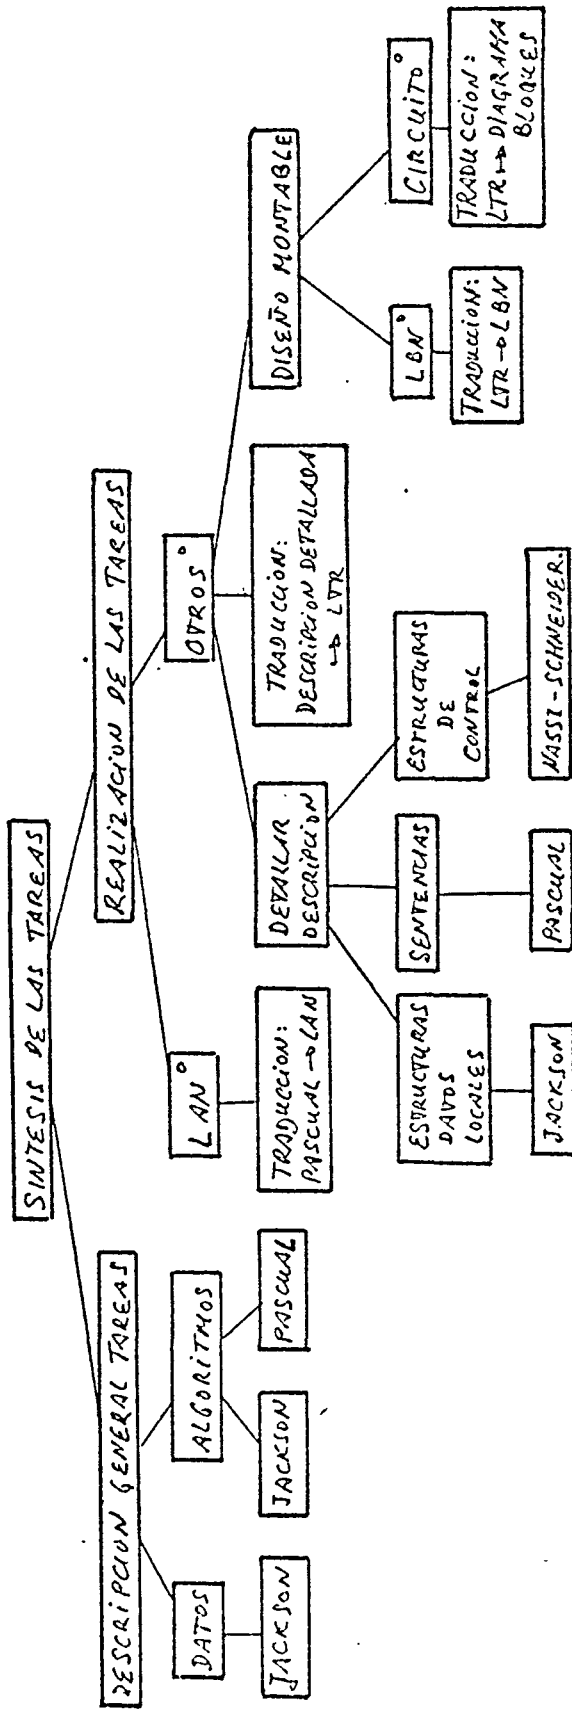 SINTESIS DE LAS TAREAS
DESCRIPCION GENERAL TAREAS
REALIZACION DE LAS TAREAS
DATOS
ALGORITMOS
LAN°
OTROS°
JACKSON
JACKSON
PASCUAL
TRADUCCION:
PASCUAL → LAN
DETALLAR
DESCRIPCION
TRADUCCION:
DESCRIPCION DETALLADA
→ LTR
DISEÑO MONTABLE
ESTRUCTURAS
DATOS
LOCALES
SENTENCIAS
ESTRUCTURAS
DE
CONTROL
LBN°
CIRCUITO°
JACKSON
PASCUAL
NASSI-SCHNEIDER.
TRADUCCION:
LTR → LBN
TRADUCCION:
LTR → DIAGRAMA
BLOQUES